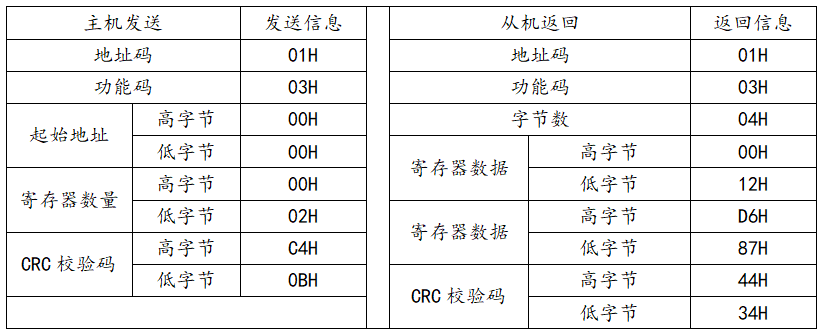 主机发送 发送信息 从机返回 返回信息
地址码 01H 地址码 01H
功能码 03H 功能码 03H
起始地址 高字节 00H 字节数 04H
低字节 00H 寄存器数据 高字节 00H
寄存器数量 高字节 00H 低字节 12H
低字节 02H 寄存器数据 高字节 D6H
CRC 校验码 高字节 C4H 低字节 87H
低字节 0BH CRC 校验码 高字节 44H
低字节 34H